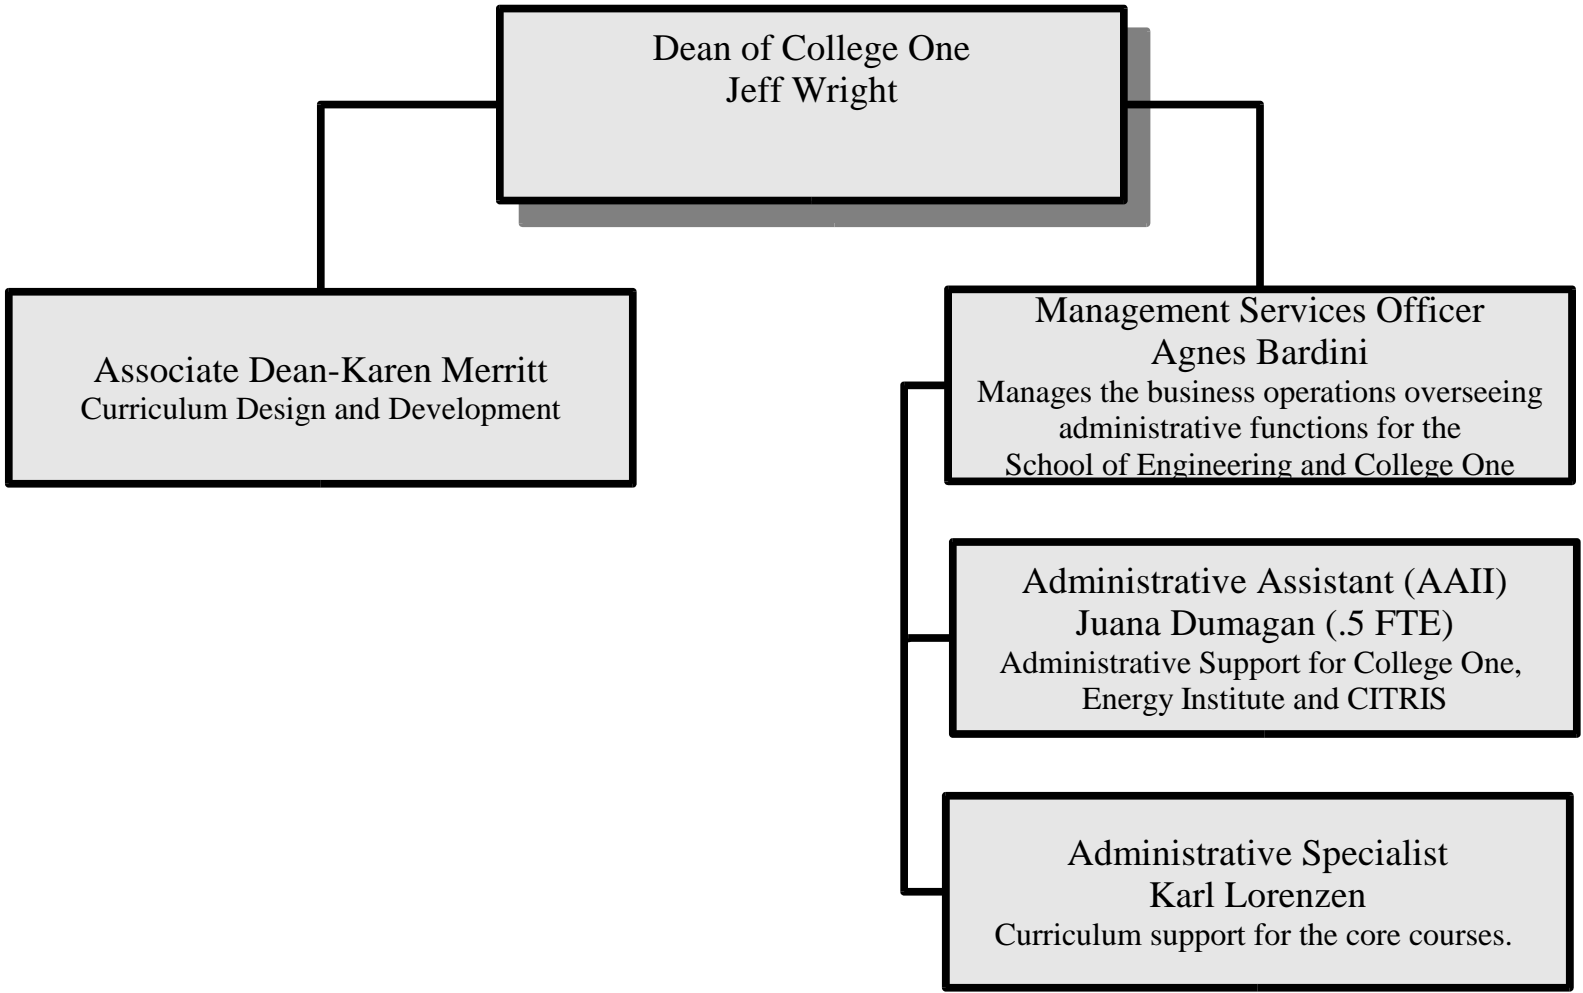 Dean of College One
Jeff Wright
Associate Dean-Karen Merritt
Curriculum Design and Development
Management Services Officer
Agnes Bardini
Manages the business operations overseeing
administrative functions for the
School of Engineering and College One
Administrative Assistant (AAII)
Juana Dumagan (.5 FTE)
Administrative Support for College One,
Energy Institute and CITRIS
Administrative Specialist
Karl Lorenzen
Curriculum support for the core courses.